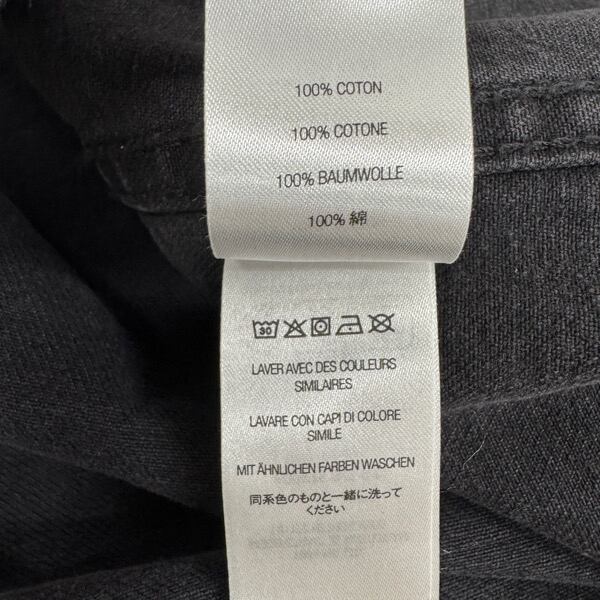 100% COTON
100% COTONE
100% BAUMWOLLE
100% 綿
30
LAVER AVEC DES COULEURS
SIMILAIRES
LAVARE CON CAPI DI COLORE
SIMILE
MIT ÄHNLICHEN FARBEN WASCHEN
同系色のものと一緒に洗って
ください